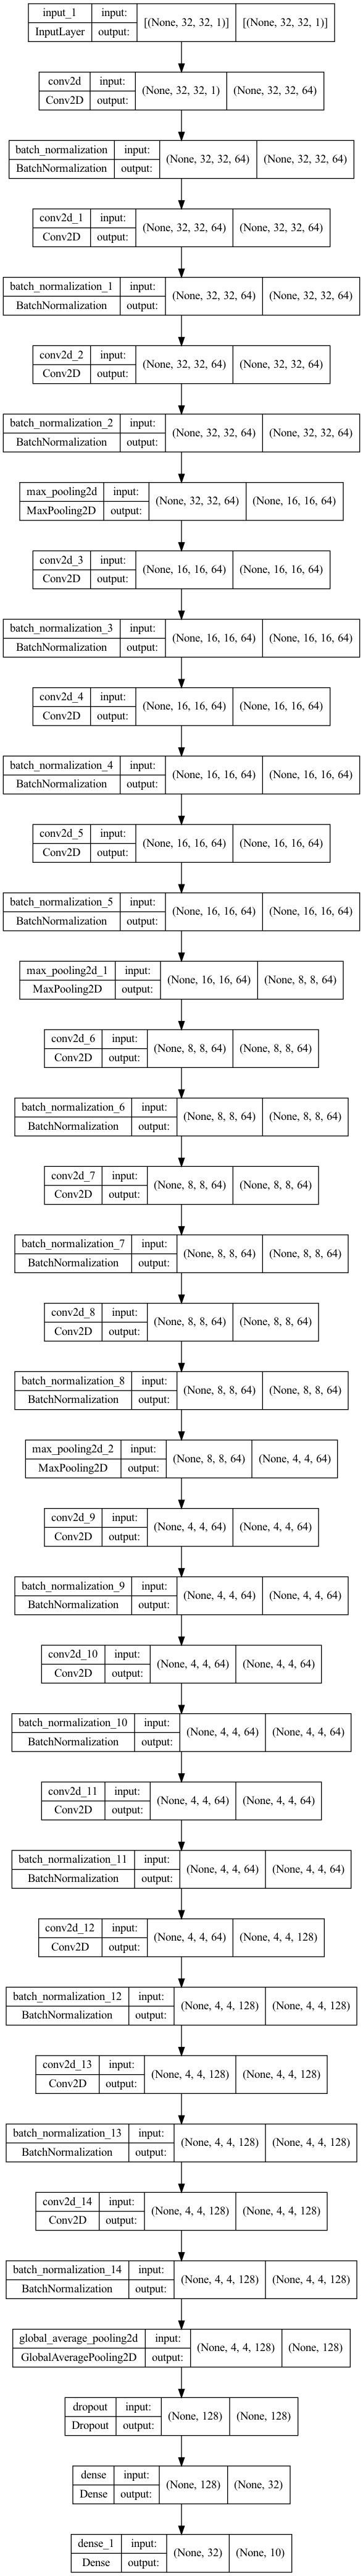 input_1 input: [(None, 32, 32, 1)] [(None, 32, 32, 1)]
InputLayer output:
conv2d input: (None, 32, 32, 1) (None, 32, 32, 64)
Conv2D output:
batch_normalization input: (None, 32, 32, 64) (None, 32, 32, 64)
BatchNormalization output:
conv2d_1 input: (None, 32, 32, 64) (None, 32, 32, 64)
Conv2D output:
batch_normalization_1 input: (None, 32, 32, 64) (None, 32, 32, 64)
BatchNormalization output:
conv2d_2 input: (None, 32, 32, 64) (None, 32, 32, 64)
Conv2D output:
batch_normalization_2 input: (None, 32, 32, 64) (None, 32, 32, 64)
BatchNormalization output:
max_pooling2d input: (None, 32, 32, 64) (None, 16, 16, 64)
MaxPooling2D output:
conv2d_3 input: (None, 16, 16, 64) (None, 16, 16, 64)
Conv2D output:
batch_normalization_3 input: (None, 16, 16, 64) (None, 16, 16, 64)
BatchNormalization output:
conv2d_4 input: (None, 16, 16, 64) (None, 16, 16, 64)
Conv2D output:
batch_normalization_4 input: (None, 16, 16, 64) (None, 16, 16, 64)
BatchNormalization output:
conv2d_5 input: (None, 16, 16, 64) (None, 16, 16, 64)
Conv2D output:
batch_normalization_5 input: (None, 16, 16, 64) (None, 16, 16, 64)
BatchNormalization output:
max_pooling2d_1 input: (None, 16, 16, 64) (None, 8, 8, 64)
MaxPooling2D output:
conv2d_6 input: (None, 8, 8, 64) (None, 8, 8, 64)
Conv2D output:
batch_normalization_6 input: (None, 8, 8, 64) (None, 8, 8, 64)
BatchNormalization output:
conv2d_7 input: (None, 8, 8, 64) (None, 8, 8, 64)
Conv2D output:
batch_normalization_7 input: (None, 8, 8, 64) (None, 8, 8, 64)
BatchNormalization output:
conv2d_8 input: (None, 8, 8, 64) (None, 8, 8, 64)
Conv2D output:
batch_normalization_8 input: (None, 8, 8, 64) (None, 8, 8, 64)
BatchNormalization output:
max_pooling2d_2 input: (None, 8, 8, 64) (None, 4, 4, 64)
MaxPooling2D output:
conv2d_9 input: (None, 4, 4, 64) (None, 4, 4, 64)
Conv2D output:
batch_normalization_9 input: (None, 4, 4, 64) (None, 4, 4, 64)
BatchNormalization output:
conv2d_10 input: (None, 4, 4, 64) (None, 4, 4, 64)
Conv2D output:
batch_normalization_10 input: (None, 4, 4, 64) (None, 4, 4, 64)
BatchNormalization output:
conv2d_11 input: (None, 4, 4, 64) (None, 4, 4, 64)
Conv2D output:
batch_normalization_11 input: (None, 4, 4, 64) (None, 4, 4, 64)
BatchNormalization output:
conv2d_12 input: (None, 4, 4, 64) (None, 4, 4, 128)
Conv2D output:
batch_normalization_12 input: (None, 4, 4, 128) (None, 4, 4, 128)
BatchNormalization output:
conv2d_13 input: (None, 4, 4, 128) (None, 4, 4, 128)
Conv2D output:
batch_normalization_13 input: (None, 4, 4, 128) (None, 4, 4, 128)
BatchNormalization output:
conv2d_14 input: (None, 4, 4, 128) (None, 4, 4, 128)
Conv2D output:
batch_normalization_14 input: (None, 4, 4, 128) (None, 4, 4, 128)
BatchNormalization output:
global_average_pooling2d input: (None, 4, 4, 128) (None, 128)
GlobalAveragePooling2D output:
dropout input: (None, 128) (None, 128)
Dropout output:
dense input: (None, 128) (None, 32)
Dense output:
dense_1 input: (None, 32) (None, 10)
Dense output: